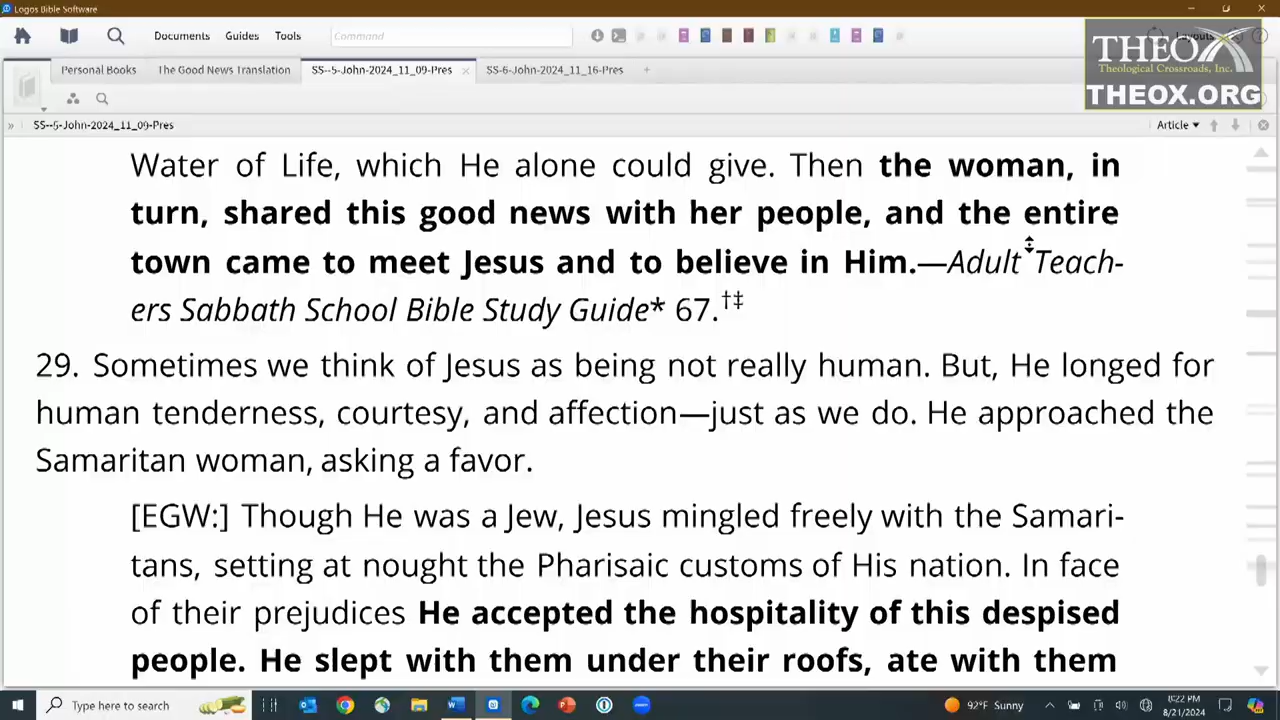 Logos Bible Software
Documents Guides Tools Command Layouts
THEOX
Theological Crossroads, Inc.
THEOX.ORG
Personal Books The Good News Translation SS--5-John-2024_11_09-Pres SS-6-John-2024_11_16-Pres
SS--5-John-2024_11_09-Pres Article
Water of Life, which He alone could give. Then the woman, in
turn, shared this good news with her people, and the entire
town came to meet Jesus and to believe in Him.—Adult Teach-
ers Sabbath School Bible Study Guide* 67.†‡
29. Sometimes we think of Jesus as being not really human. But, He longed for
human tenderness, courtesy, and affection—just as we do. He approached the
Samaritan woman, asking a favor.
[EGW:] Though He was a Jew, Jesus mingled freely with the Samari-
tans, setting at nought the Pharisaic customs of His nation. In face
of their prejudices He accepted the hospitality of this despised
people. He slept with them under their roofs, ate with them
Type here to search 92°F Sunny 8:22 PM
8/21/2024